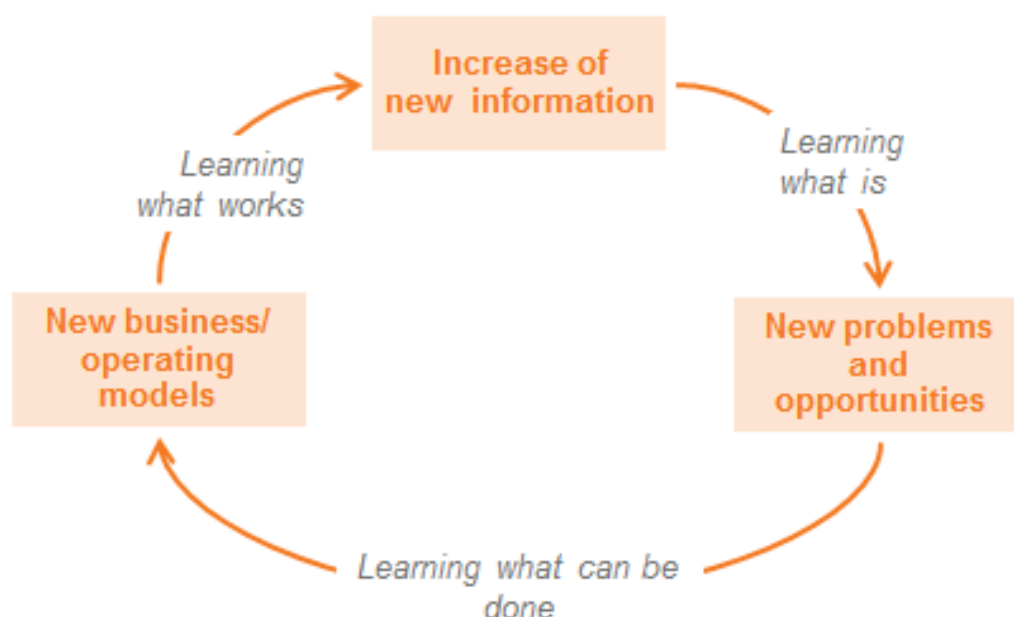 Increase of
new information
Learning
what is
New problems
and
opportunities
Learning what can be
done
New business/
operating
models
Learning
what works